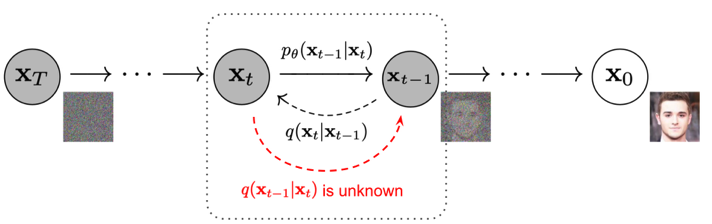 p_θ(x_{t−1}|x_t)
x_T → ··· → x_t → x_{t−1} → ··· → x_0
q(x_t|x_{t−1})
q(x_{t−1}|x_t) is unknown